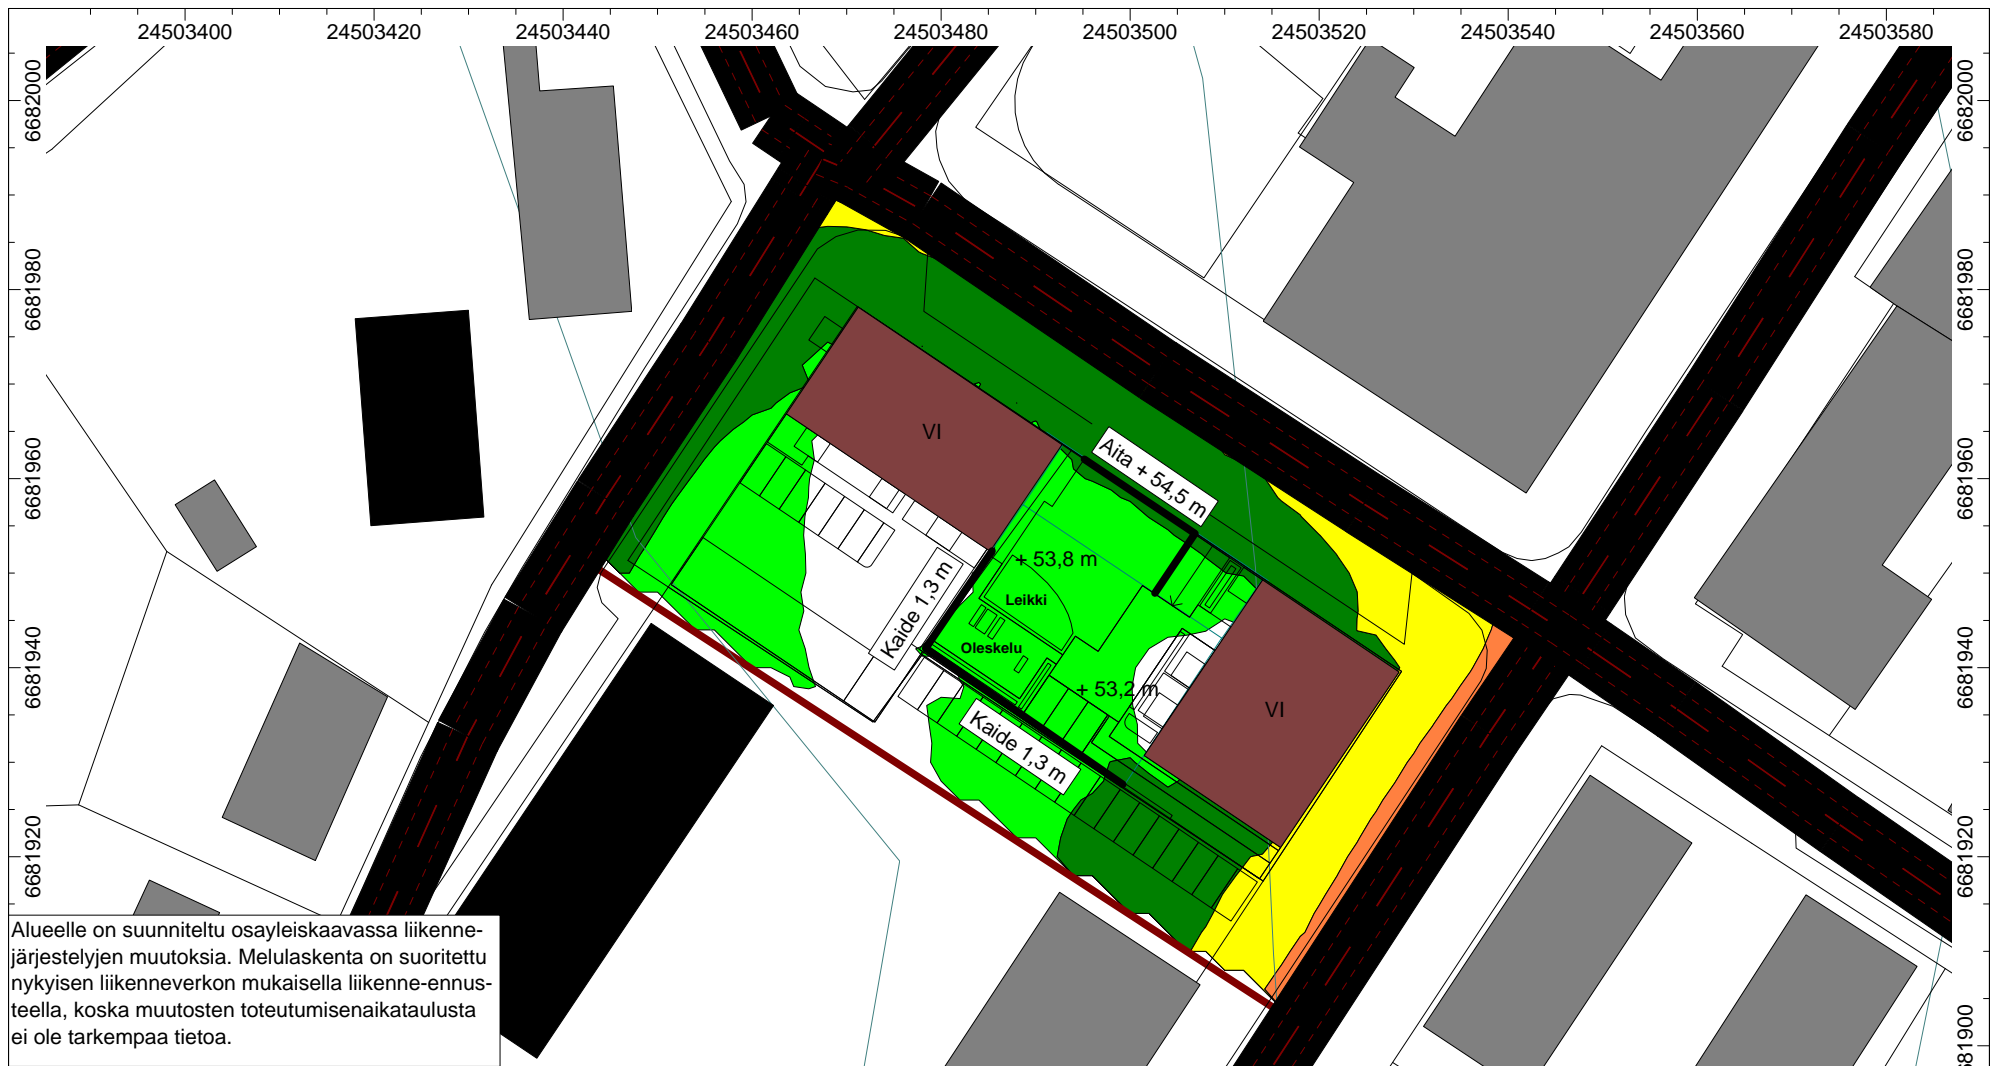 24503400 24503420 24503440 24503460 24503480 24503500 24503520 24503540 24503560 24503580
6682000
6681980
6681960
6681940
6681920
6682000
6681980
6681960
6681940
6681920
6681900
VI
Aita + 54,5 m
+ 53,8 m
Leikki
Kaide 1,3 m
Oleskelu
+ 53,2 m
VI
Kaide 1,3 m
Alueelle on suunniteltu osayleiskaavassa liikenne-
järjestelyjen muutoksia. Melulaskenta on suoritettu
nykyisen liikenneverkon mukaisella liikenne-ennus-
teella, koska muutosten toteutumisenaikataulusta
ei ole tarkempaa tietoa.